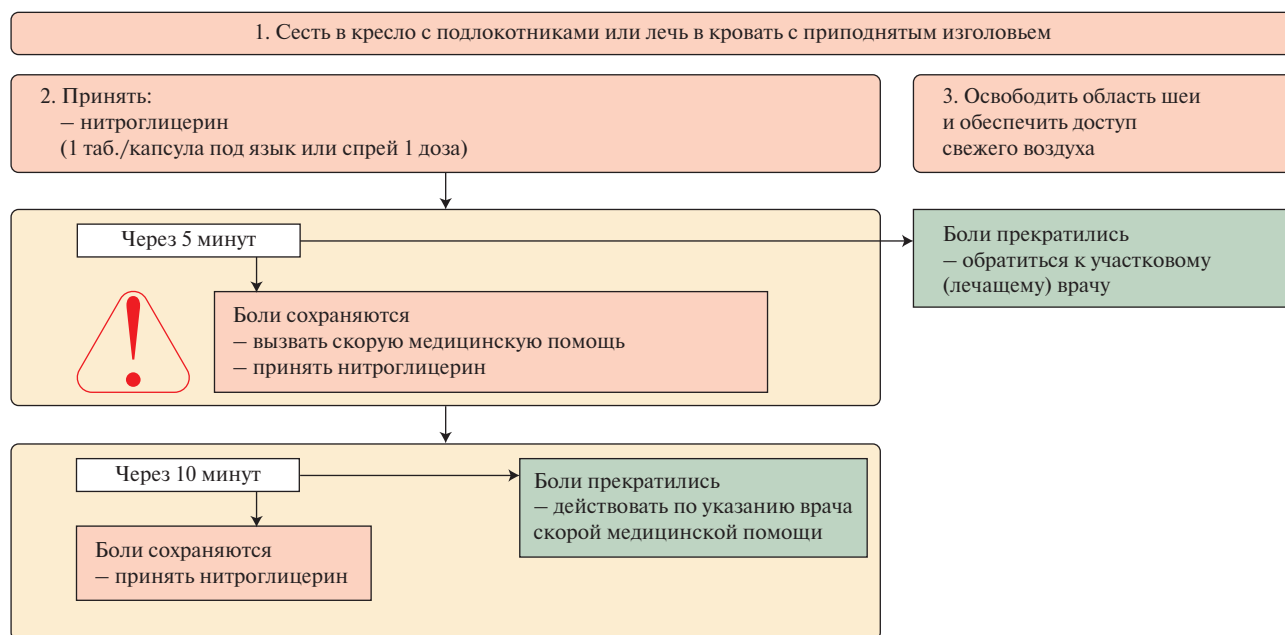 1. Сесть в кресло с подлокотниками или лечь в кровать с приподнятым изголовьем
2. Принять:
– нитроглицерин
(1 таб./капсула под язык или спрей 1 доза)
3. Освободить область шеи
и обеспечить доступ
свежего воздуха
Через 5 минут
Боли прекратились
– обратиться к участковому
(лечащему) врачу
Боли сохраняются
– вызвать скорую медицинскую помощь
– принять нитроглицерин
Через 10 минут
Боли прекратились
– действовать по указанию врача
скорой медицинской помощи
Боли сохраняются
– принять нитроглицерин